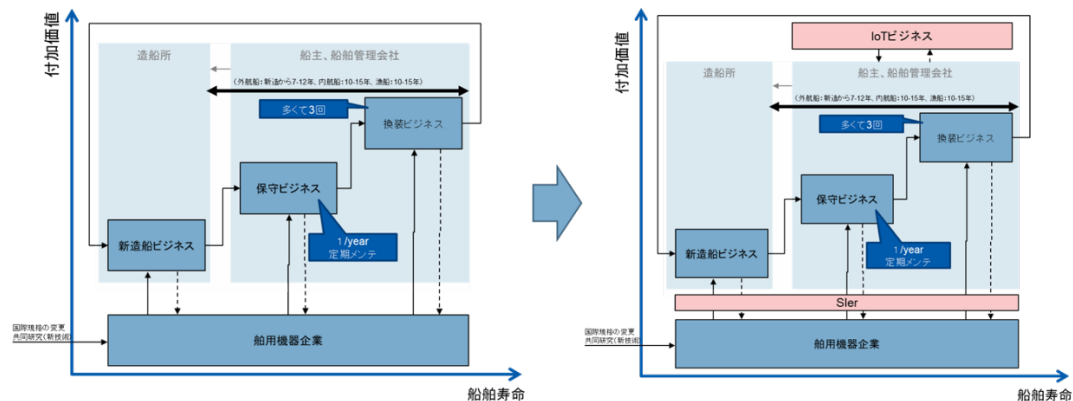 付加価値
造船所
船主、船舶管理会社
(外航船:新造から7-12年、内航船:10-15年、漁船:10-15年)
多くて3回
換装ビジネス
保守ビジネス
1/year
定期メンテ
新造船ビジネス
国際規格の変更
共同研究(新技術)
舶用機器企業
船舶寿命
付加価値
IoTビジネス
造船所
船主、船舶管理会社
(外航船:新造から7-12年、内航船:10-15年、漁船:10-15年)
多くて3回
換装ビジネス
保守ビジネス
1/year
定期メンテ
新造船ビジネス
SIer
国際規格の変更
共同研究(新技術)
舶用機器企業
船舶寿命